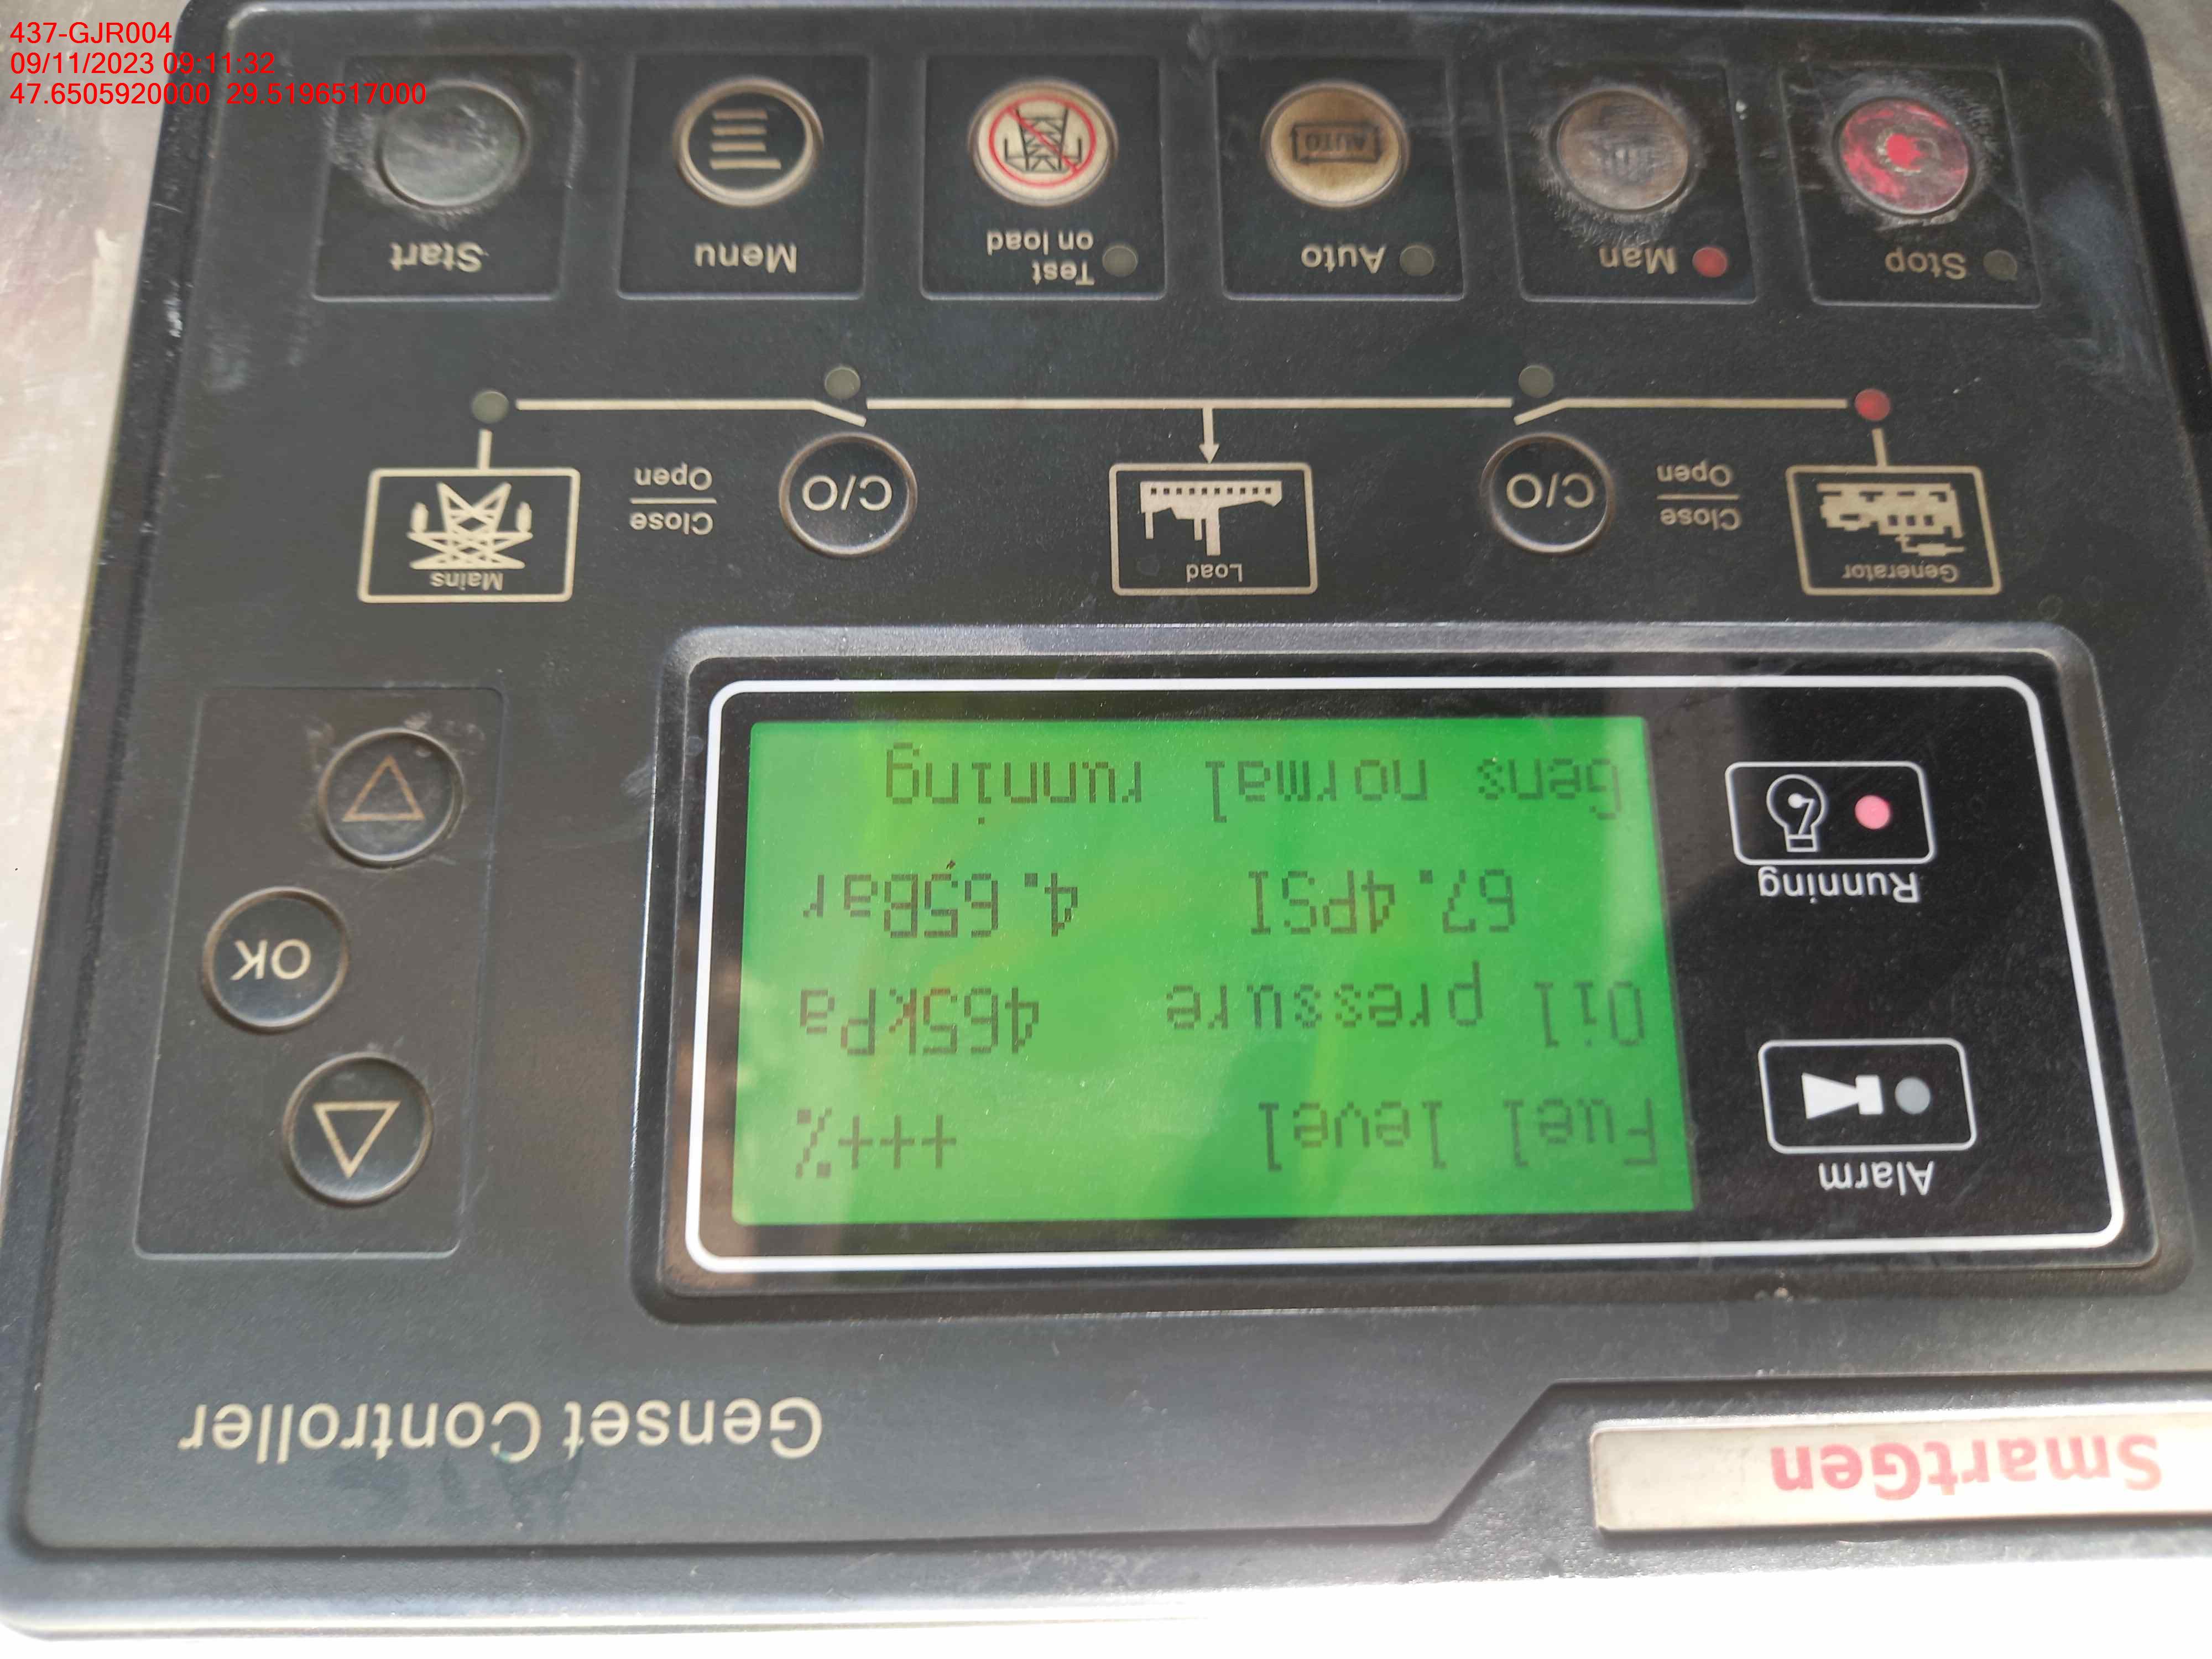 437-GJR004
09/11/2023 09:11:32
47.6505920000 29.5196517000
SmartGen
Genset Controller
Alarm
Running
Fuel level +++%
Oil pressure 465kPa
67.4PSI 4.65Bar
Gens normal running
OK
Generator
Close
Open
C/O
Load
C/O
Close
Open
Mains
Stop
Man
Auto
Test
on load
Menu
Start
AUTO